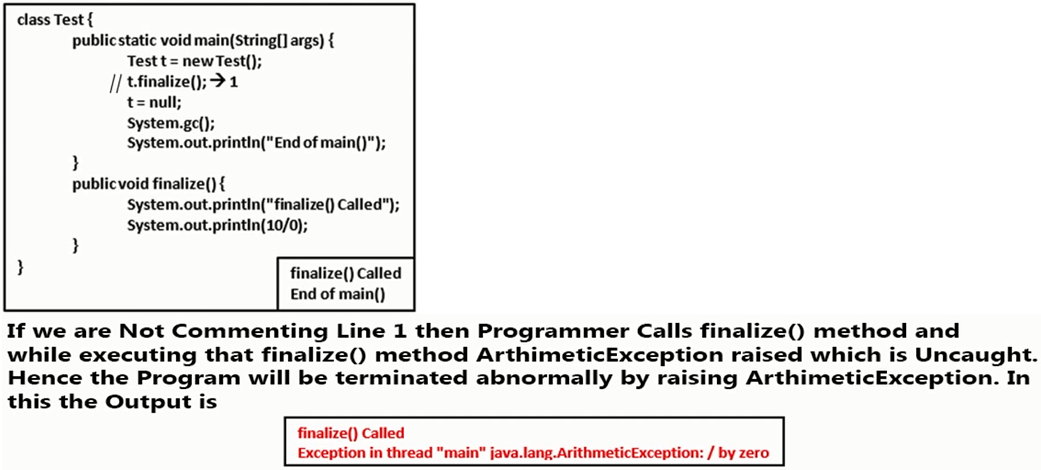 class Test {
public static void main(String[] args) {
Test t = new Test();
// t.finalize(); → 1
t = null;
System.gc();
System.out.println("End of main()");
}
public void finalize() {
System.out.println("finalize() Called");
System.out.println(10/0);
}
}
finalize() Called
End of main()
If we are Not Commenting Line 1 then Programmer Calls finalize() method and
while executing that finalize() method ArthimeticException raised which is Uncaught.
Hence the Program will be terminated abnormally by raising ArthimeticException. In
this the Output is
finalize() Called
Exception in thread "main" java.lang.ArithmeticException: / by zero